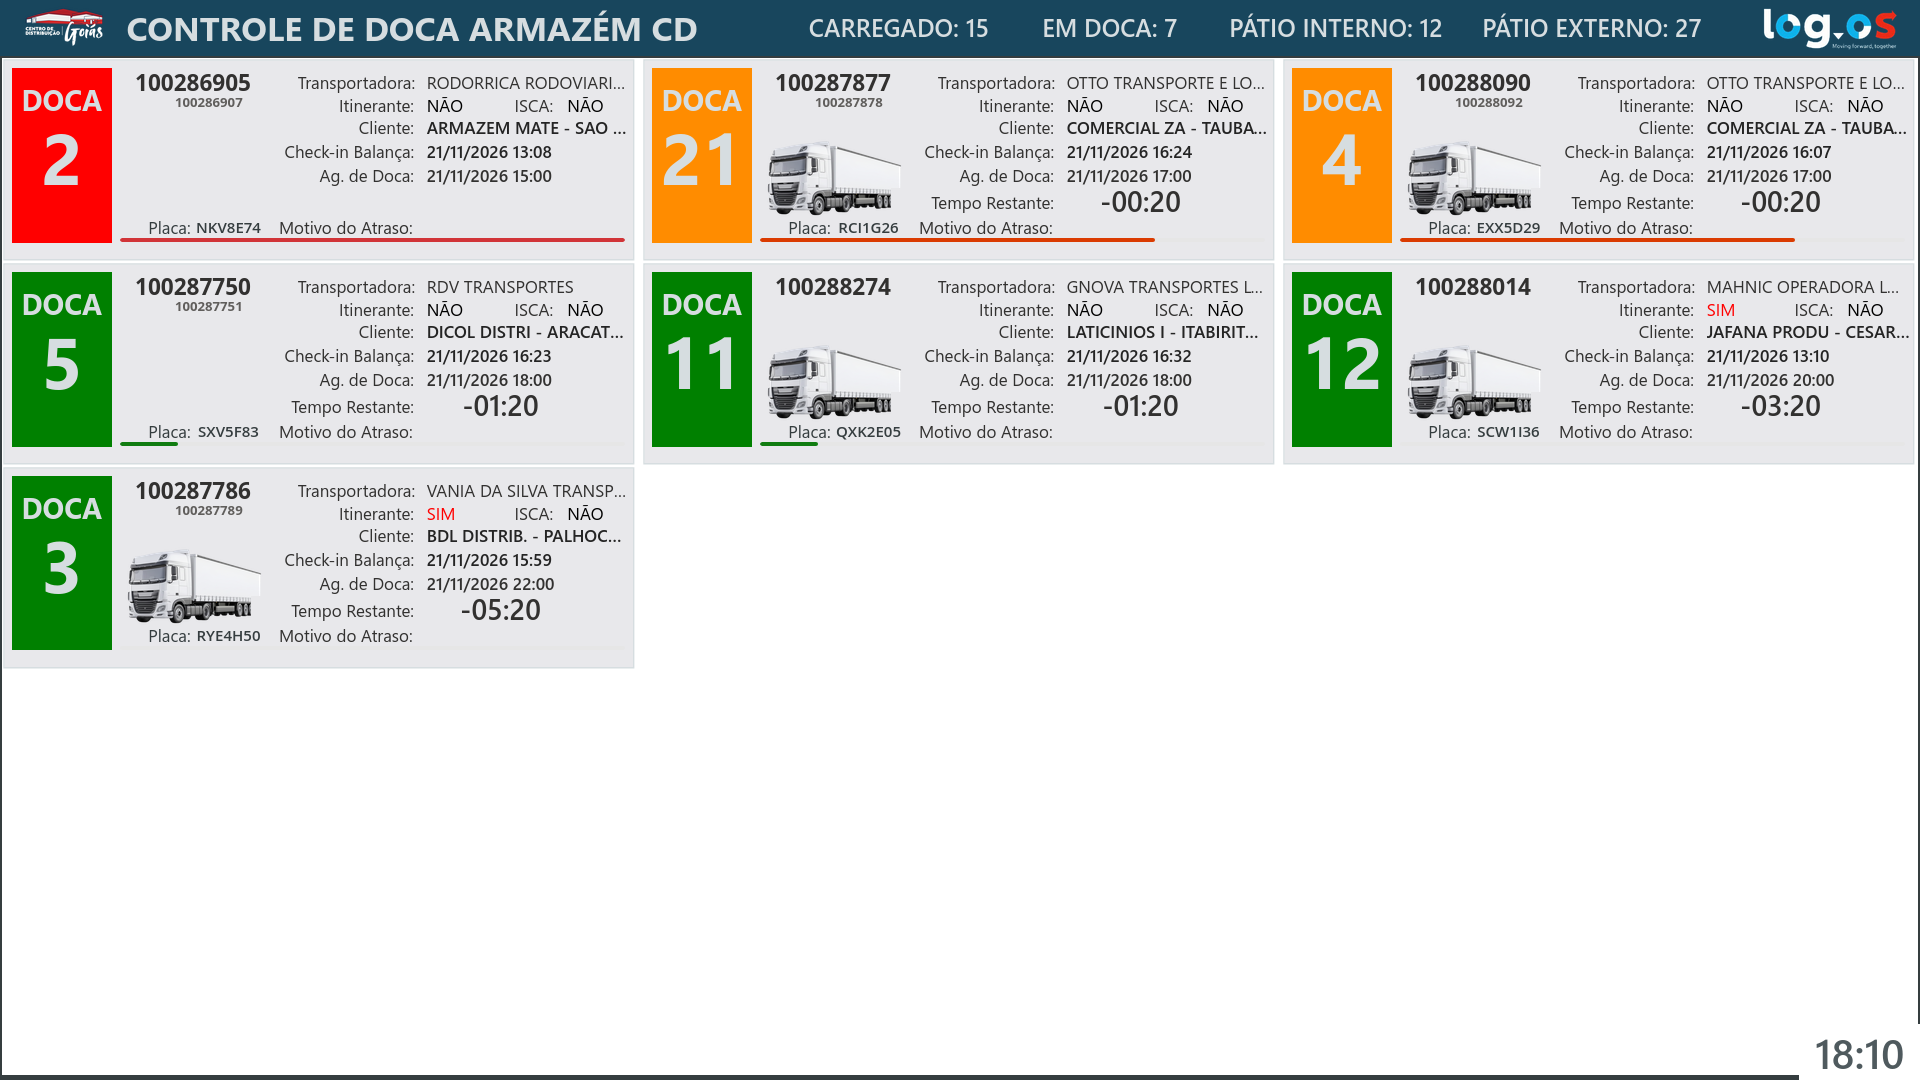 CENTRO DE DISTRIBUIÇÃO Goiás
CONTROLE DE DOCA ARMAZÉM CD
CARREGADO: 15
EM DOCA: 7
PÁTIO INTERNO: 12
PÁTIO EXTERNO: 27
log.os
Moving forward, together
DOCA
2
100286905
100286907
Transportadora: RODORRICA RODOVIARI...
Itinerante: NÃO ISCA: NÃO
Cliente: ARMAZEM MATE - SAO ...
Check-in Balança: 21/11/2026 13:08
Ag. de Doca: 21/11/2026 15:00
Placa: NKV8E74 Motivo do Atraso:
DOCA
21
100287877
100287878
Transportadora: OTTO TRANSPORTE E LO...
Itinerante: NÃO ISCA: NÃO
Cliente: COMERCIAL ZA - TAUBA...
Check-in Balança: 21/11/2026 16:24
Ag. de Doca: 21/11/2026 17:00
Tempo Restante: -00:20
Placa: RCI1G26 Motivo do Atraso:
DOCA
4
100288090
100288092
Transportadora: OTTO TRANSPORTE E LO...
Itinerante: NÃO ISCA: NÃO
Cliente: COMERCIAL ZA - TAUBA...
Check-in Balança: 21/11/2026 16:07
Ag. de Doca: 21/11/2026 17:00
Tempo Restante: -00:20
Placa: EXX5D29 Motivo do Atraso:
DOCA
5
100287750
100287751
Transportadora: RDV TRANSPORTES
Itinerante: NÃO ISCA: NÃO
Cliente: DICOL DISTRI - ARACAT...
Check-in Balança: 21/11/2026 16:23
Ag. de Doca: 21/11/2026 18:00
Tempo Restante: -01:20
Placa: SXV5F83 Motivo do Atraso:
DOCA
11
100288274
Transportadora: GNOVA TRANSPORTES L...
Itinerante: NÃO ISCA: NÃO
Cliente: LATICINIOS I - ITABIRIT...
Check-in Balança: 21/11/2026 16:32
Ag. de Doca: 21/11/2026 18:00
Tempo Restante: -01:20
Placa: QXK2E05 Motivo do Atraso:
DOCA
12
100288014
Transportadora: MAHNIC OPERADORA L...
Itinerante: SIM ISCA: NÃO
Cliente: JAFANA PRODU - CESAR...
Check-in Balança: 21/11/2026 13:10
Ag. de Doca: 21/11/2026 20:00
Tempo Restante: -03:20
Placa: SCW1I36 Motivo do Atraso:
DOCA
3
100287786
100287789
Transportadora: VANIA DA SILVA TRANSP...
Itinerante: SIM ISCA: NÃO
Cliente: BDL DISTRIB. - PALHOC...
Check-in Balança: 21/11/2026 15:59
Ag. de Doca: 21/11/2026 22:00
Tempo Restante: -05:20
Placa: RYE4H50 Motivo do Atraso:
18:10